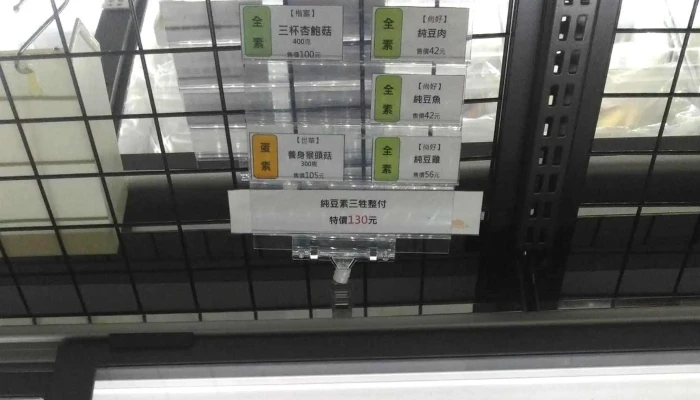 全素
【梅富】
三杯杏鮑菇
400克
售價100元
全素
【尚好】
純豆肉
售價42元
全素
【尚好】
純豆魚
售價42元
蛋素
【世華】
養身猴頭菇
300克
售價105元
全素
【尚好】
純豆雞
售價56元
純豆素三牲整付
特價130元